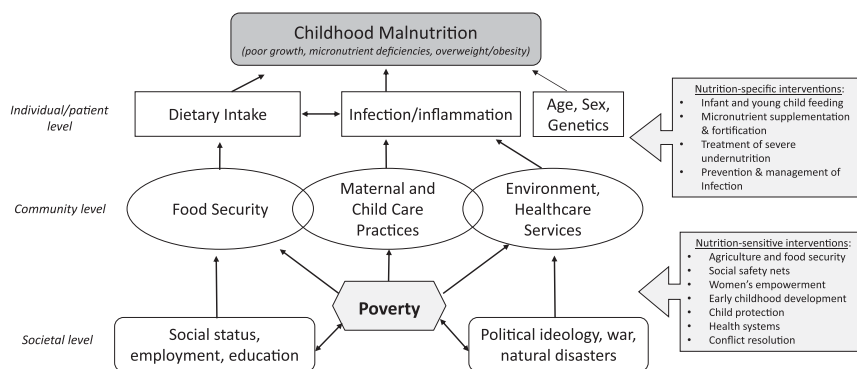 Childhood Malnutrition
(poor growth, micronutrient deficiencies, overweight/obesity)
Individual/patient
level
Dietary Intake
Infection/inflammation
Age, Sex,
Genetics
Nutrition-specific interventions:
• Infant and young child feeding
• Micronutrient supplementation
& fortification
• Treatment of severe
undernutrition
• Prevention & management of
Infection
Community level
Food Security
Maternal and
Child Care
Practices
Environment,
Healthcare
Services
Nutrition-sensitive interventions:
• Agriculture and food security
• Social safety nets
• Women's empowerment
• Early childhood development
• Child protection
• Health systems
• Conflict resolution
Poverty
Societal level
Social status,
employment, education
Political ideology, war,
natural disasters